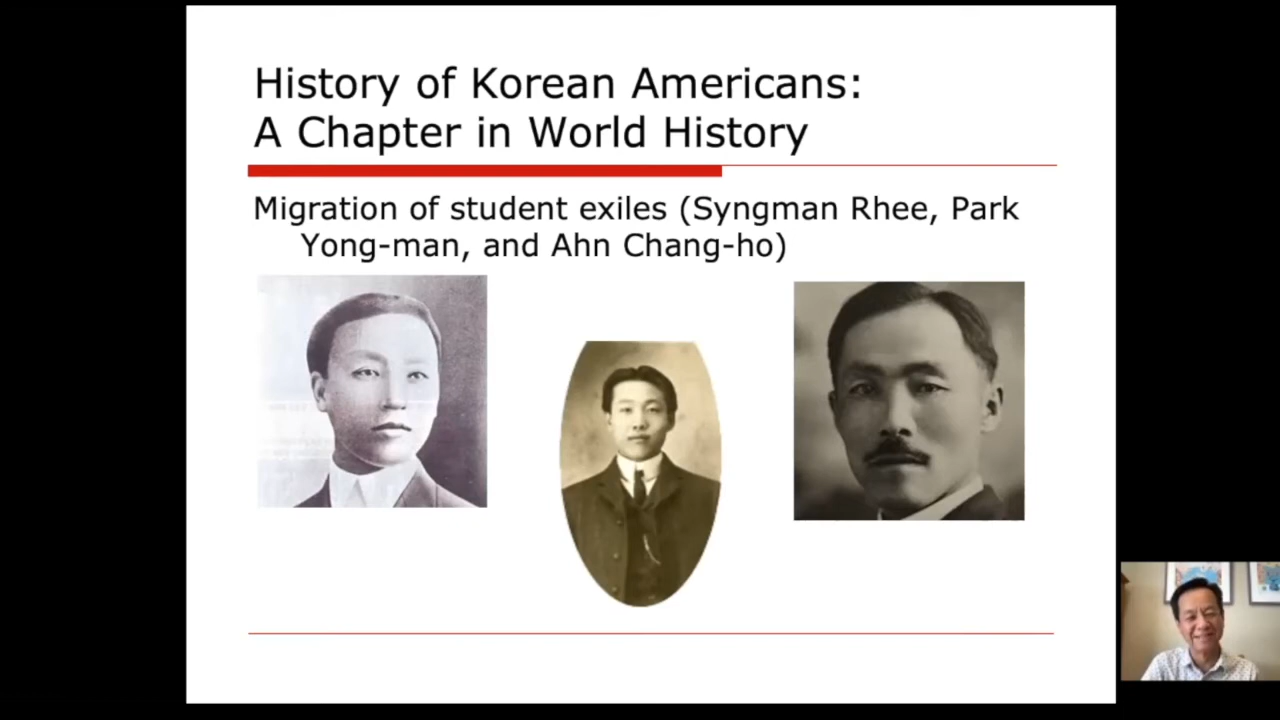 History of Korean Americans:
A Chapter in World History
Migration of student exiles (Syngman Rhee, Park
Yong-man, and Ahn Chang-ho)